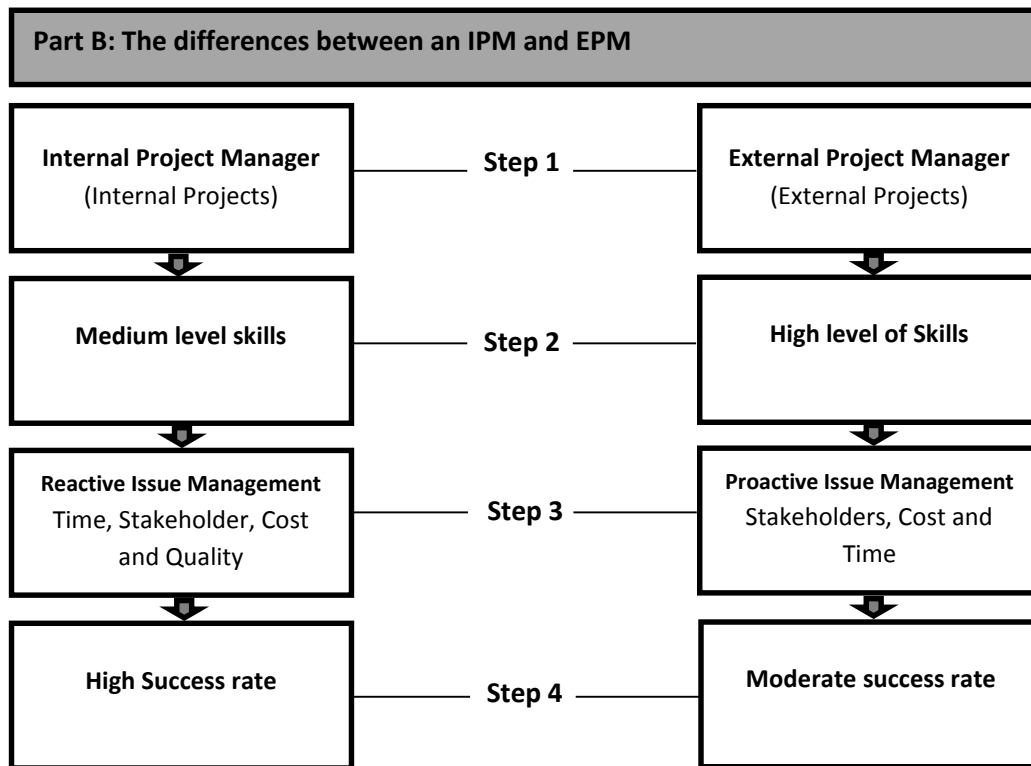 Part B: The differences between an IPM and EPM
Internal Project Manager
(Internal Projects)
Step 1
External Project Manager
(External Projects)
Medium level skills
Step 2
High level of Skills
Reactive Issue Management
Time, Stakeholder, Cost
and Quality
Step 3
Proactive Issue Management
Stakeholders, Cost and
Time
High Success rate
Step 4
Moderate success rate